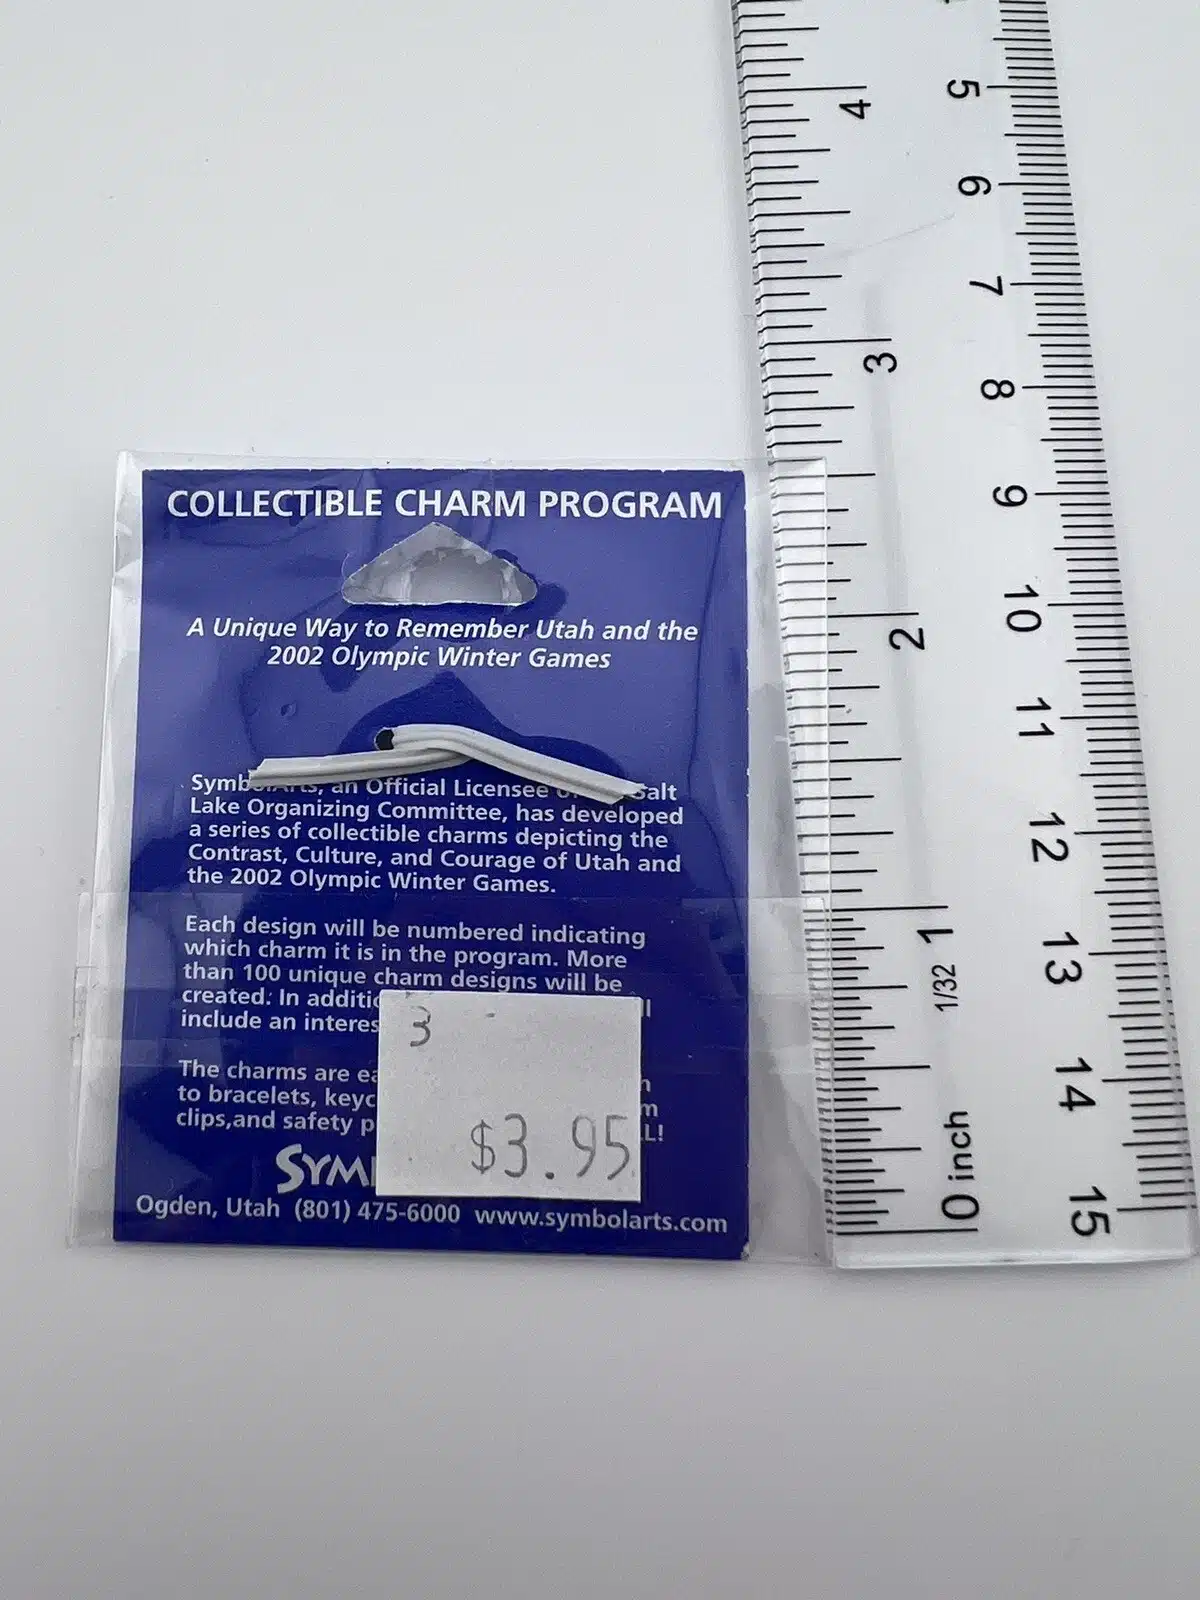 COLLECTIBLE CHARM PROGRAM
A Unique Way to Remember Utah and the
2002 Olympic Winter Games
an Official Licensee Salt
Lake Organizing Committee, has developed
a series of collectible charms depicting the
Contrast, Culture, and Courage of Utah and
the 2002 Olympic Winter Games.
Each design will be numbered indicating
which charm it is in the program. More
than 100 unique charm designs will be
created. In
include an
The charms are
to bracelets,
clips,and safety
3
$3.95
Ogden, Utah (801) 475-6000 www.symbolarts.com
4
3
2
1
1/32
0 inch
5
6
7
8
9
10
11
12
13
14
15